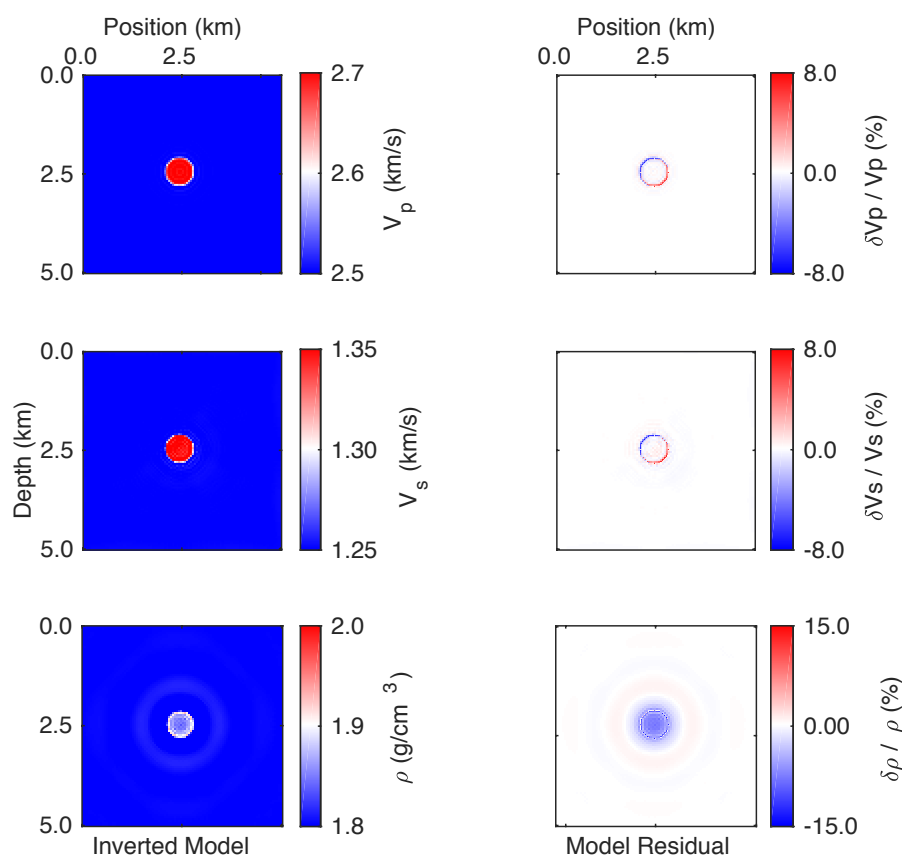 Position (km)
0.0 2.5
0.0
2.5
5.0
2.7
2.6
2.5
V_p (km/s)
Position (km)
0.0 2.5
8.0
0.0
-8.0
δVp / Vp (%)
Depth (km)
0.0
2.5
5.0
1.35
1.30
1.25
V_s (km/s)
8.0
0.0
-8.0
δVs / Vs (%)
0.0
2.5
5.0
2.0
1.9
1.8
ρ (g/cm³)
Inverted Model
15.0
0.00
-15.0
δρ / ρ (%)
Model Residual